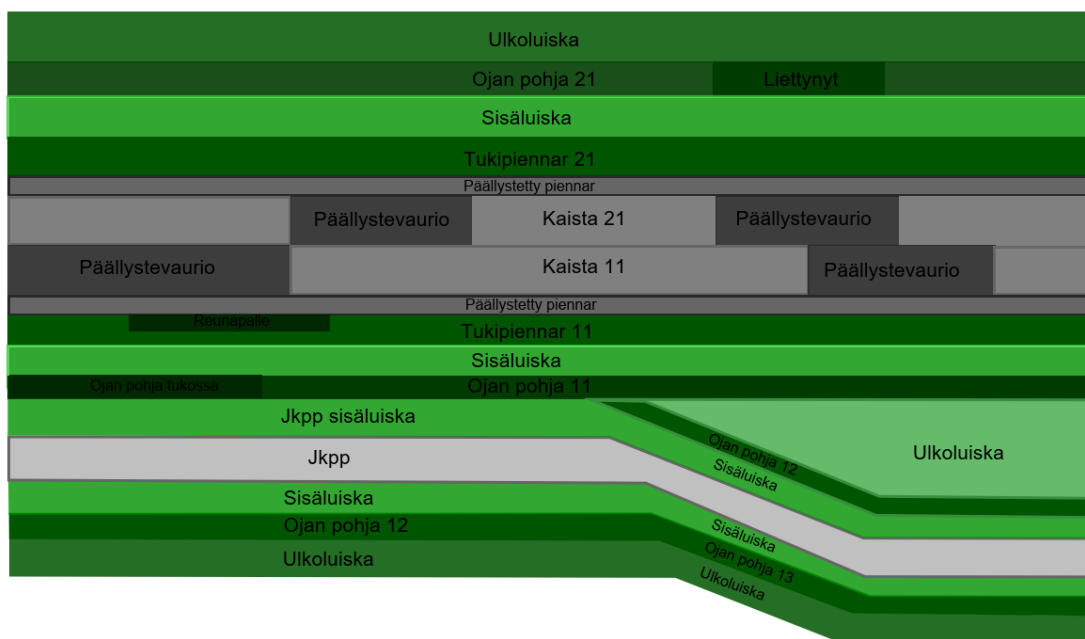 Ulkoluiska
Ojan pohja 21
Liettynyt
Sisäluiska
Tukipiennar 21
Päällystetty piennar
Päällystevaurio
Kaista 21
Päällystevaurio
Päällystevaurio
Kaista 11
Päällystevaurio
Päällystetty piennar
Reunapalle
Tukipiennar 11
Sisäluiska
Ojan pohja tukossa
Ojan pohja 11
Jkpp sisäluiska
Ojan pohja 12
Ulkoluiska
Jkpp
Sisäluiska
Sisäluiska
Ojan pohja 12
Sisäluiska
Ulkoluiska
Ojan pohja 13
Ulkoluiska